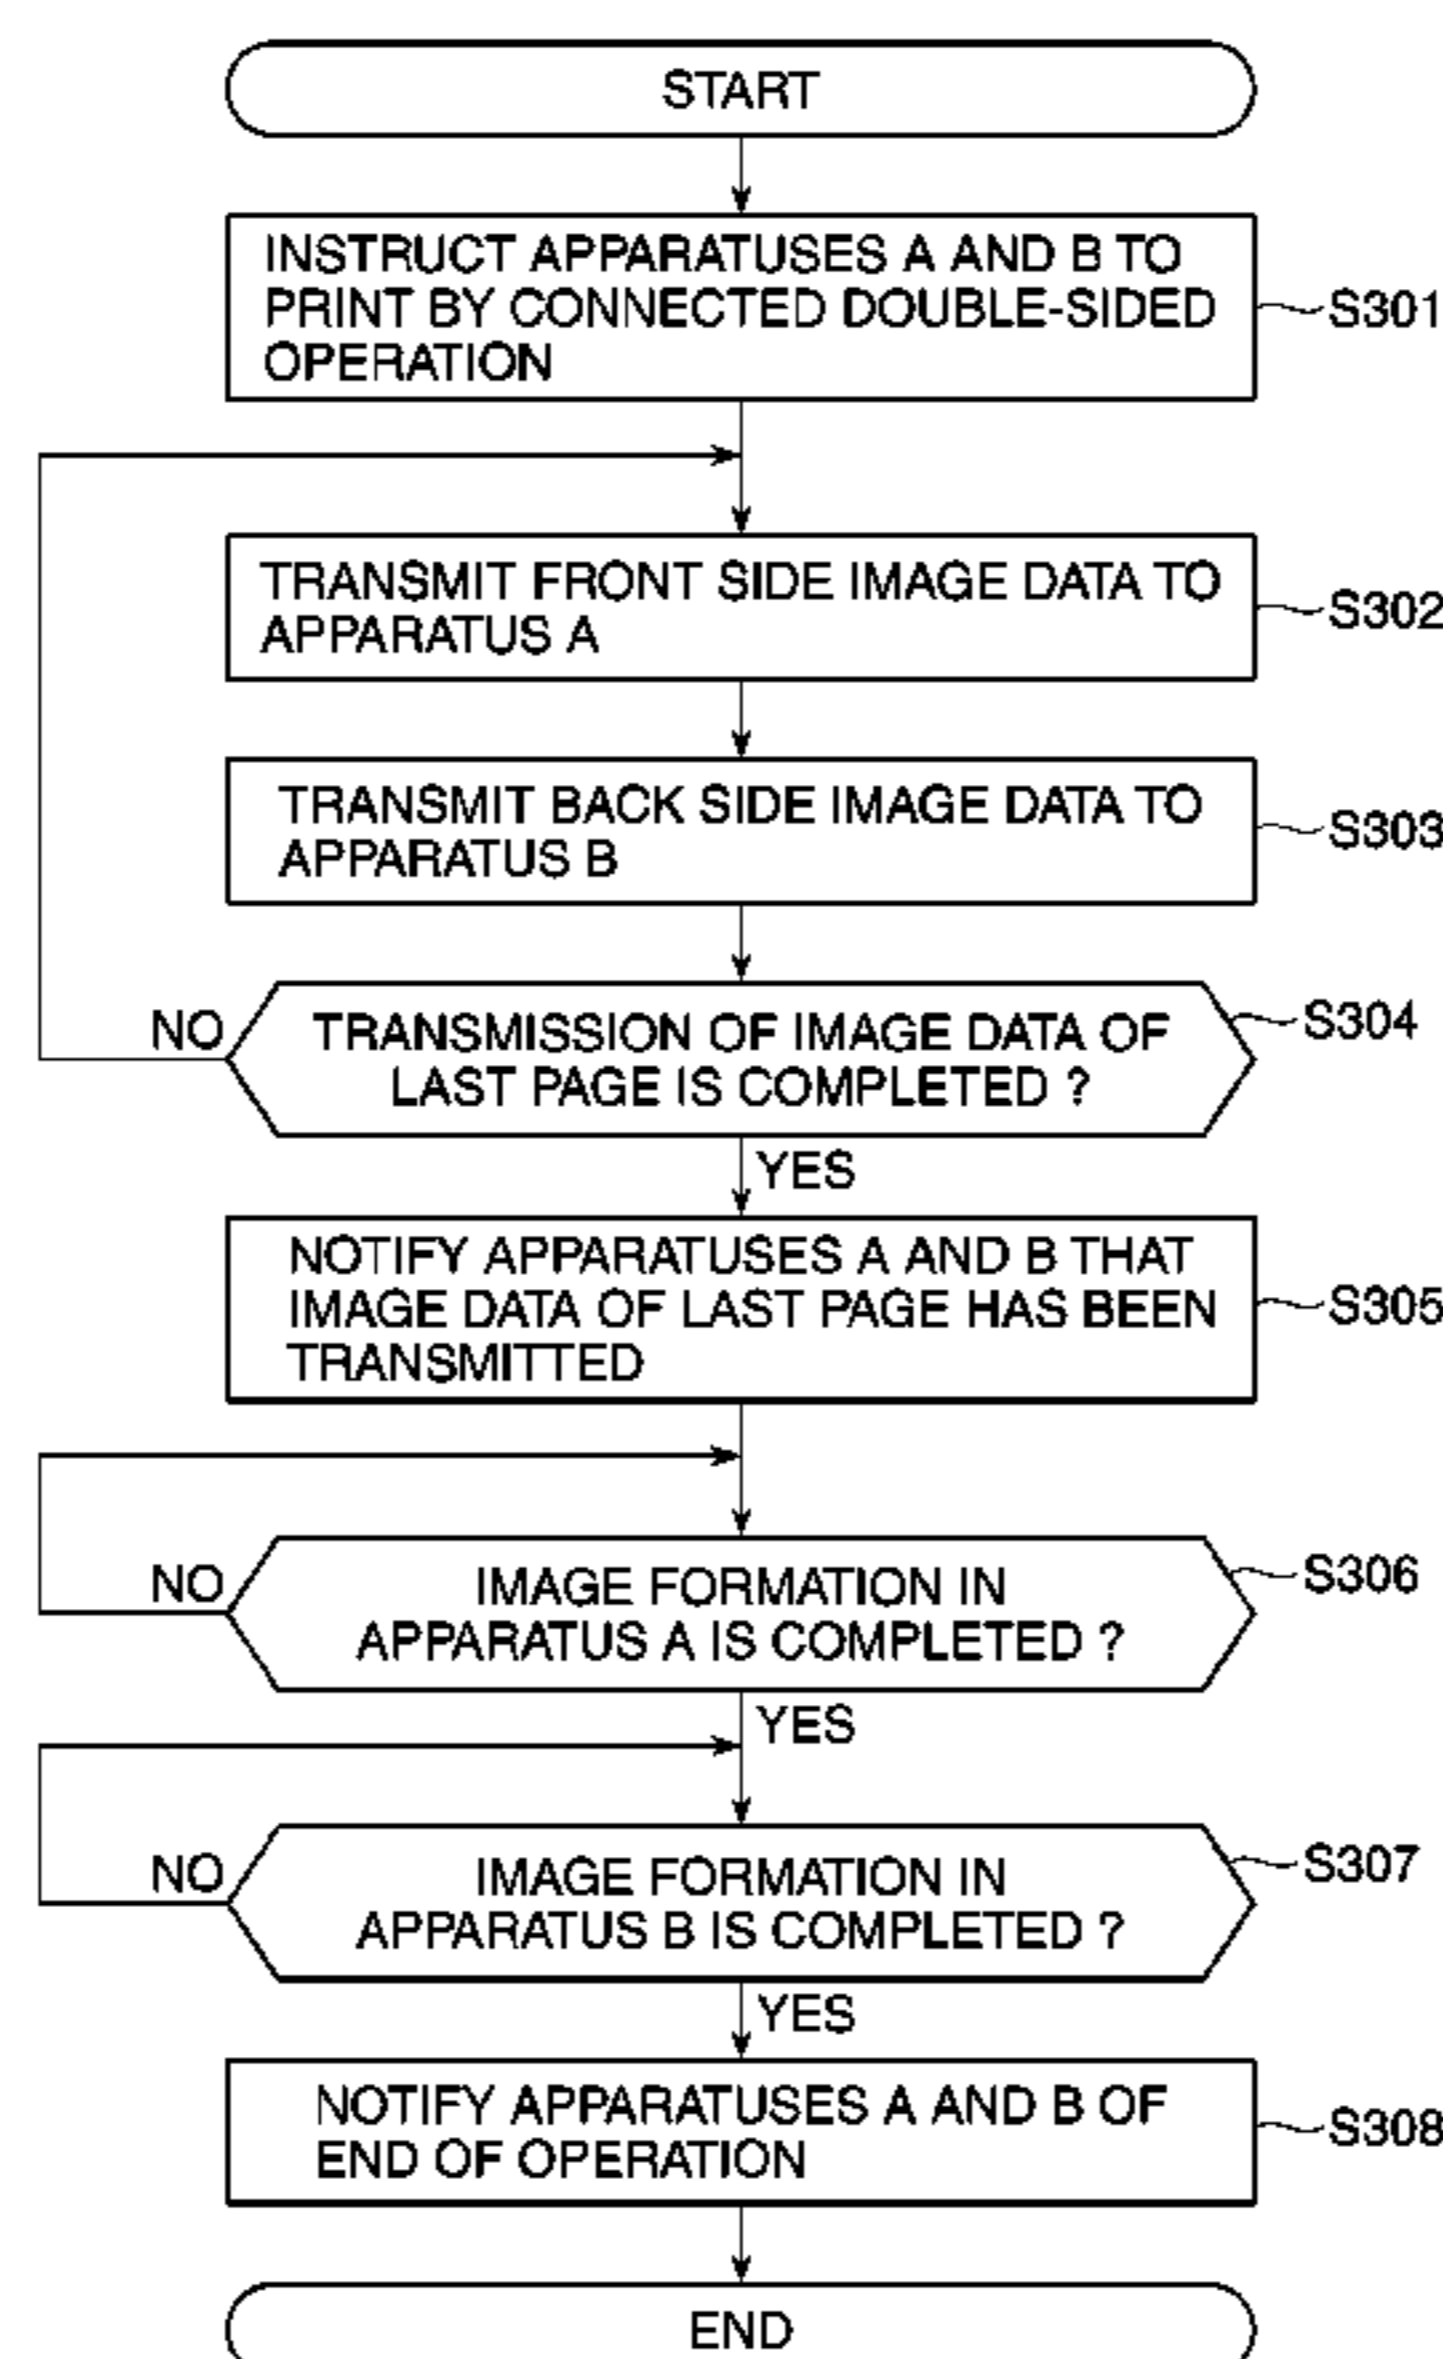 START
INSTRUCT APPARATUSES A AND B TO
PRINT BY CONNECTED DOUBLE-SIDED
OPERATION
S301
TRANSMIT FRONT SIDE IMAGE DATA TO
APPARATUS A
S302
TRANSMIT BACK SIDE IMAGE DATA TO
APPARATUS B
S303
NO
TRANSMISSION OF IMAGE DATA OF
LAST PAGE IS COMPLETED ?
S304
YES
NOTIFY APPARATUSES A AND B THAT
IMAGE DATA OF LAST PAGE HAS BEEN
TRANSMITTED
S305
NO
IMAGE FORMATION IN
APPARATUS A IS COMPLETED ?
S306
YES
NO
IMAGE FORMATION IN
APPARATUS B IS COMPLETED ?
S307
YES
NOTIFY APPARATUSES A AND B OF
END OF OPERATION
S308
END